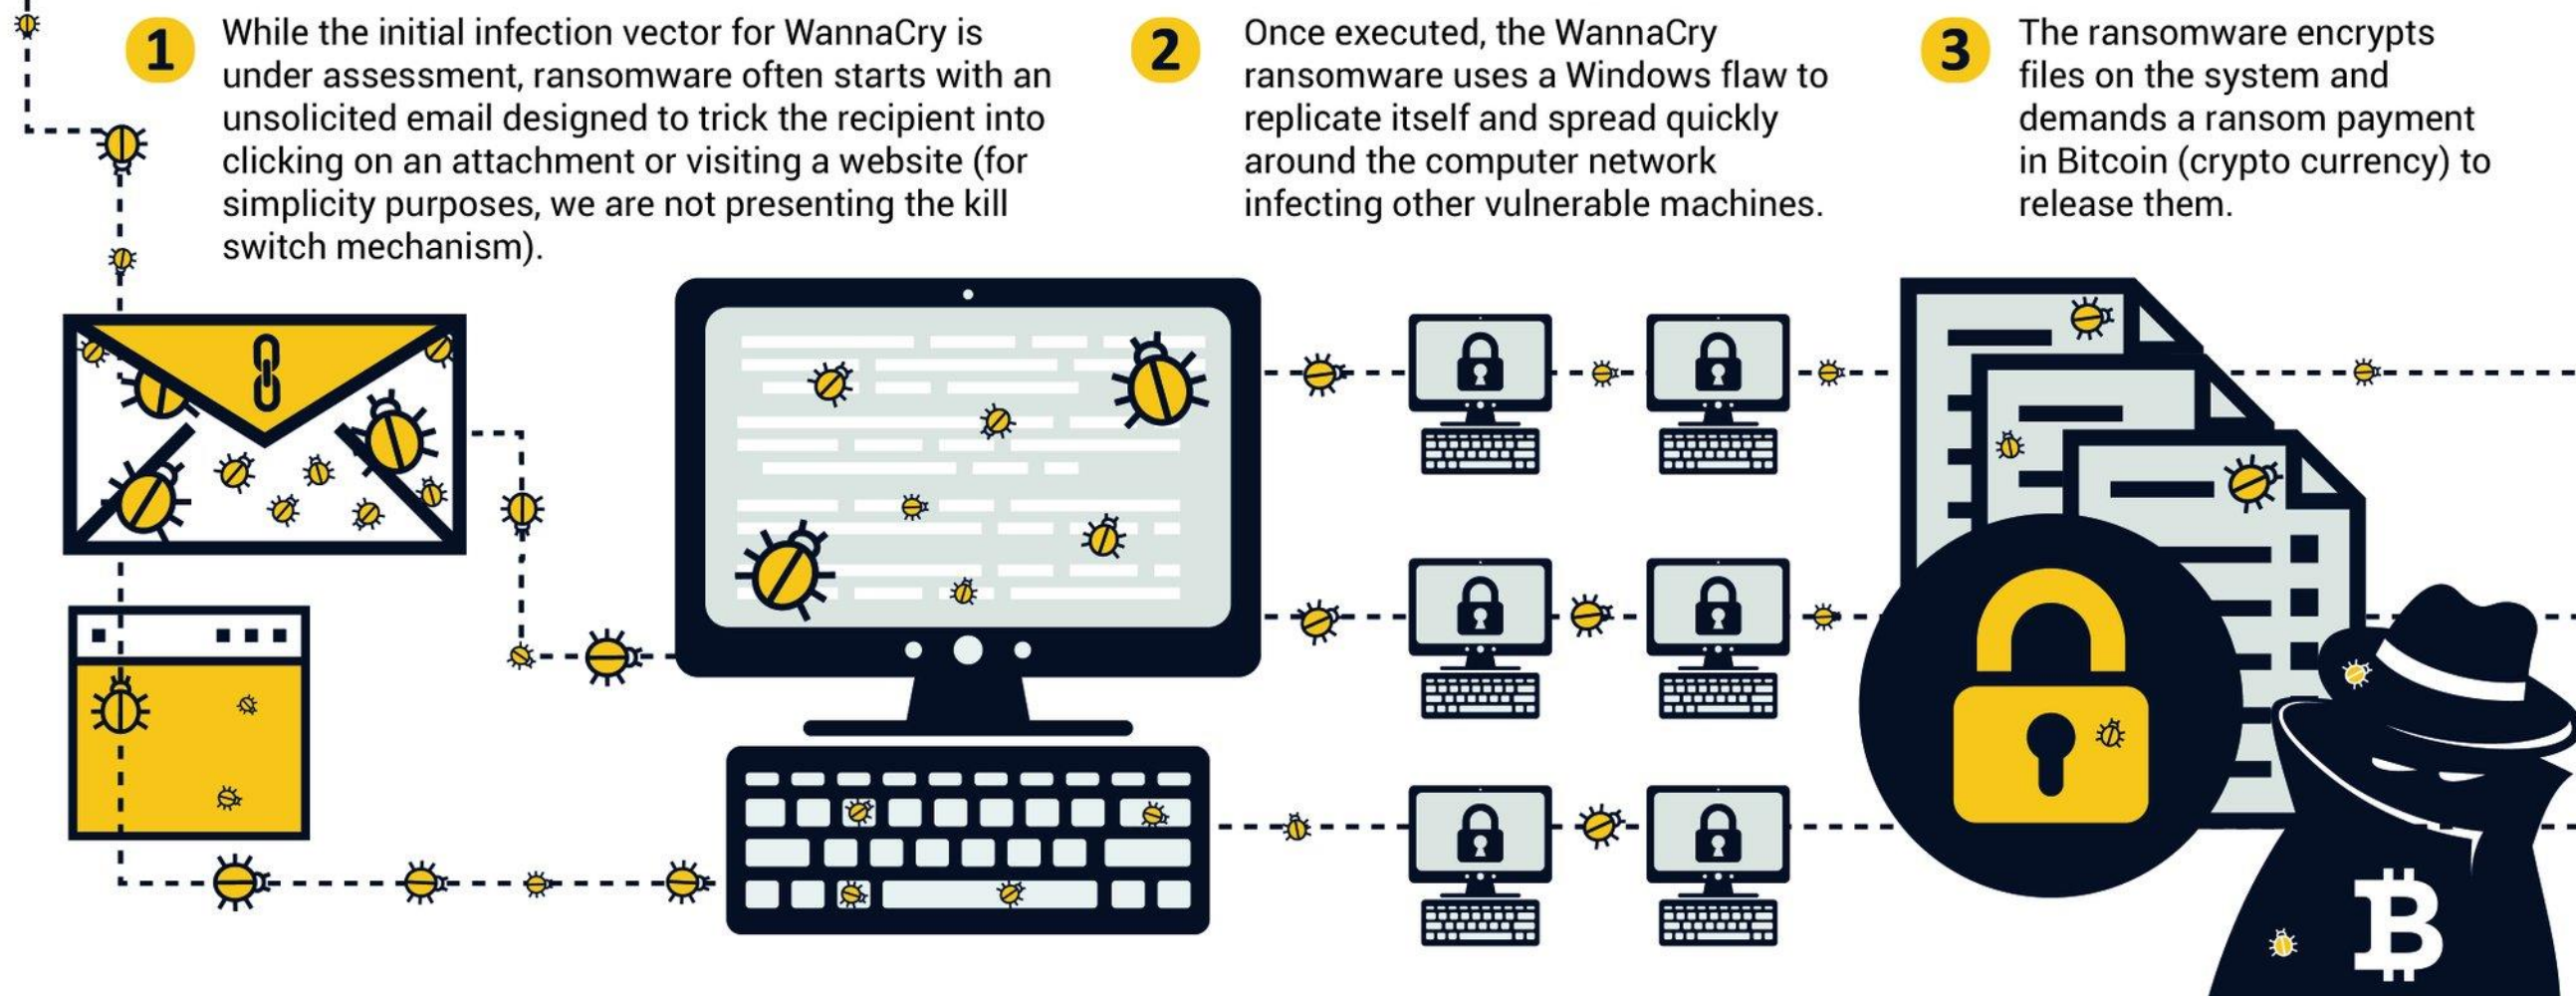 1
While the initial infection vector for WannaCry is
under assessment, ransomware often starts with an
unsolicited email designed to trick the recipient into
clicking on an attachment or visiting a website (for
simplicity purposes, we are not presenting the kill
switch mechanism).
2
Once executed, the WannaCry
ransomware uses a Windows flaw to
replicate itself and spread quickly
around the computer network
infecting other vulnerable machines.
3
The ransomware encrypts
files on the system and
demands a ransom payment
in Bitcoin (crypto currency) to
release them.